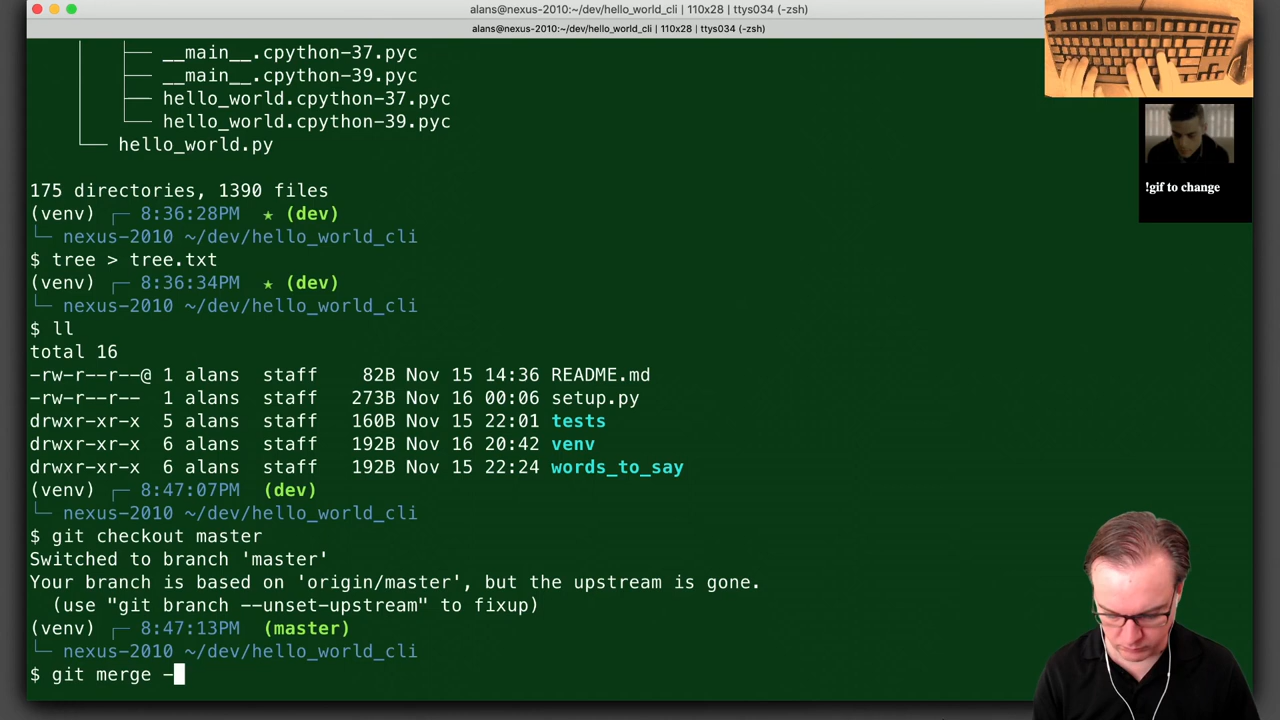 alans@nexus-2010:~/dev/hello_world_cli | 110x28 | ttys034 (-zsh)
alans@nexus-2010:~/dev/hello_world_cli | 110x28 | ttys034 (-zsh)
│   │   ├── __main__.cpython-37.pyc
│   │   ├── __main__.cpython-39.pyc
│   │   ├── hello_world.cpython-37.pyc
│   │   └── hello_world.cpython-39.pyc
│   └── hello_world.py
!gif to change
175 directories, 1390 files
(venv) ┌─ 8:36:28PM ★ (dev)
└─ nexus-2010 ~/dev/hello_world_cli
$ tree > tree.txt
(venv) ┌─ 8:36:34PM ★ (dev)
└─ nexus-2010 ~/dev/hello_world_cli
$ ll
total 16
-rw-r--r--@ 1 alans staff 82B Nov 15 14:36 README.md
-rw-r--r-- 1 alans staff 273B Nov 16 00:06 setup.py
drwxr-xr-x 5 alans staff 160B Nov 15 22:01 tests
drwxr-xr-x 6 alans staff 192B Nov 16 20:42 venv
drwxr-xr-x 6 alans staff 192B Nov 15 22:24 words_to_say
(venv) ┌─ 8:47:07PM (dev)
└─ nexus-2010 ~/dev/hello_world_cli
$ git checkout master
Switched to branch 'master'
Your branch is based on 'origin/master', but the upstream is gone.
(use "git branch --unset-upstream" to fixup)
(venv) ┌─ 8:47:13PM (master)
└─ nexus-2010 ~/dev/hello_world_cli
$ git merge -